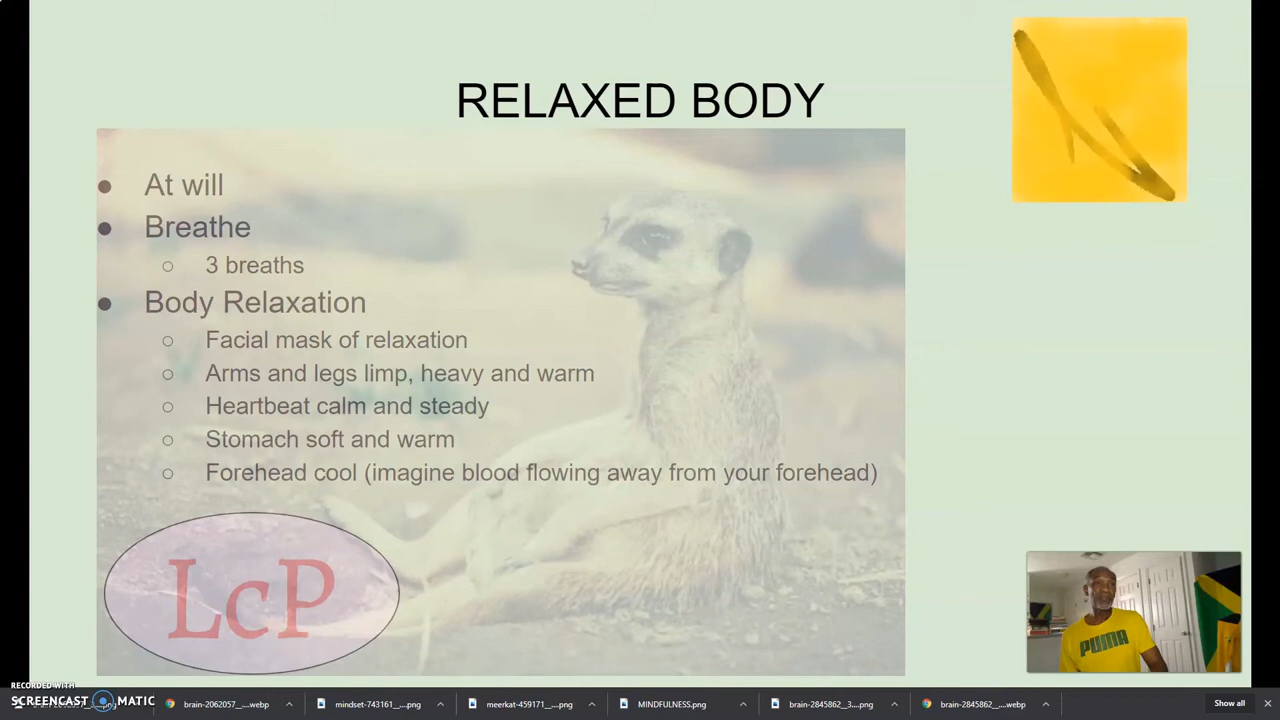 RELAXED BODY
At will
Breathe
3 breaths
Body Relaxation
Facial mask of relaxation
Arms and legs limp, heavy and warm
Heartbeat calm and steady
Stomach soft and warm
Forehead cool (imagine blood flowing away from your forehead)
LcP
PUMA
RECORDED WITH
SCREENCAST MATIC
brain-2062057_....webp
mindset-743161_....png
meerkat-459171_....png
MINDFULNESS.png
brain-2845862_3....png
brain-2845862_....webp
Show all